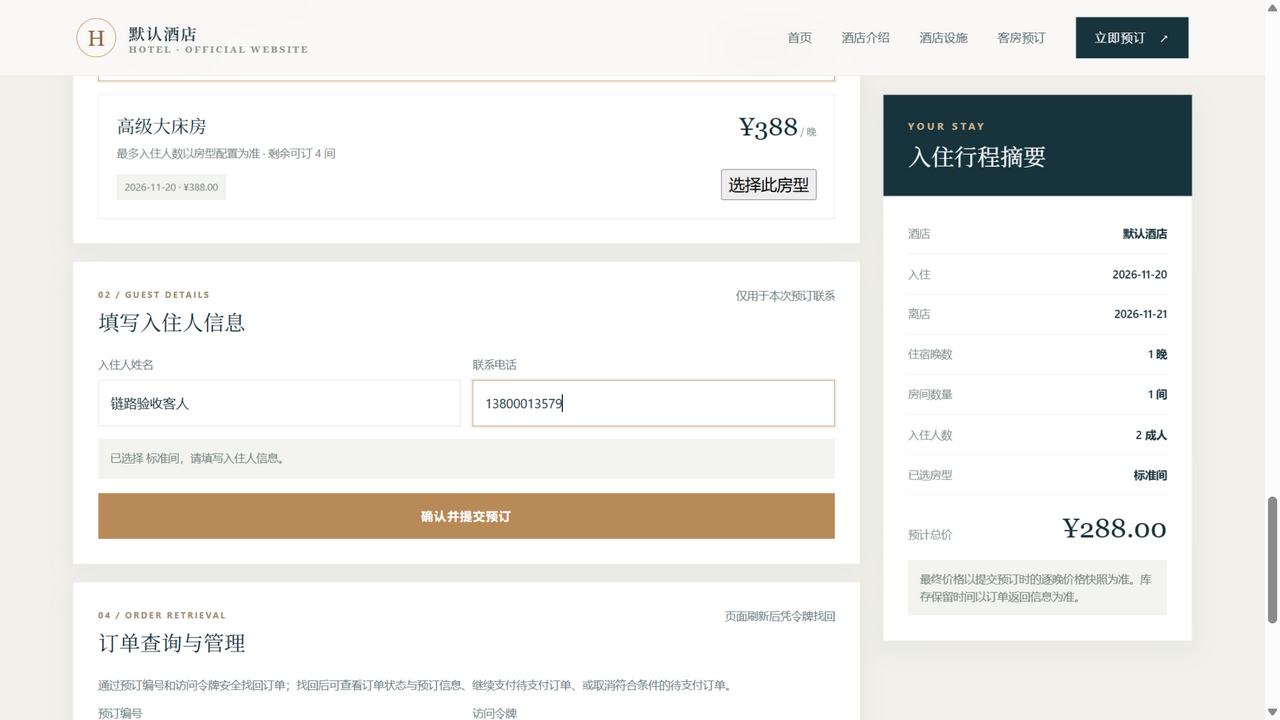 H
默认酒店
HOTEL · OFFICIAL WEBSITE
首页
酒店介绍
酒店设施
客房预订
立即预订 ↗
高级大床房
¥388 / 晚
最多入住人数以房型配置为准 · 剩余可订 4 间
2026-11-20 · ¥388.00
选择此房型
02 / GUEST DETAILS
仅用于本次预订联系
填写入住人信息
入住人姓名
联系电话
链路验收客人
13800013579
已选择 标准间，请填写入住人信息。
确认并提交预订
04 / ORDER RETRIEVAL
页面刷新后凭令牌找回
订单查询与管理
通过预订编号和访问令牌安全找回订单；找回后可查看订单状态与预订信息、继续支付待支付订单、或取消符合条件的待支付订单。
预订编号
访问令牌
YOUR STAY
入住行程摘要
酒店 默认酒店
入住 2026-11-20
离店 2026-11-21
住宿晚数 1 晚
房间数量 1 间
入住人数 2 成人
已选房型 标准间
预计总价 ¥288.00
最终价格以提交预订时的逐晚价格快照为准。库
存保留时间以订单返回信息为准。